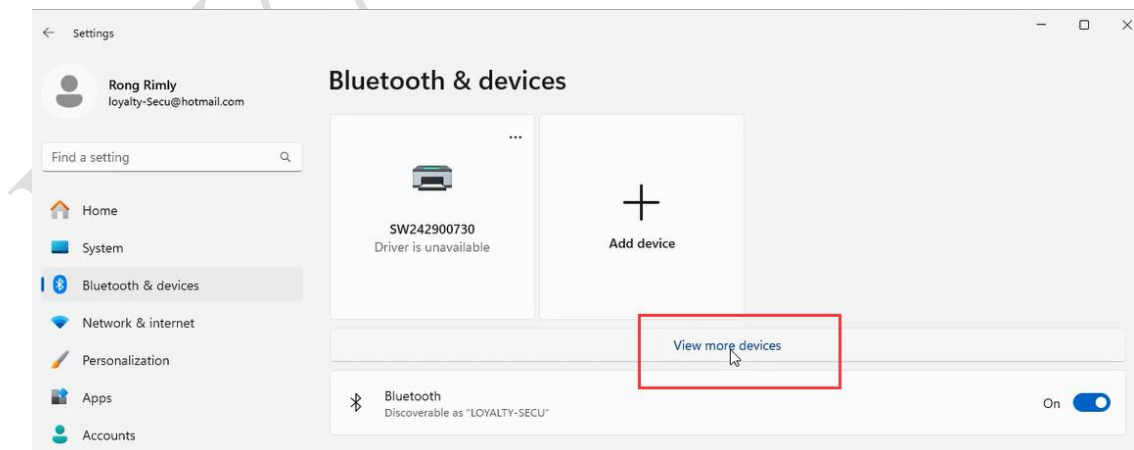 Settings
Rong Rimly
loyalty-Secu@hotmail.com
Find a setting
Home
System
Bluetooth & devices
Network & internet
Personalization
Apps
Accounts
Bluetooth & devices
...
SW242900730
Driver is unavailable
Add device
View more devices
Bluetooth
Discoverable as "LOYALTY-SECU"
On